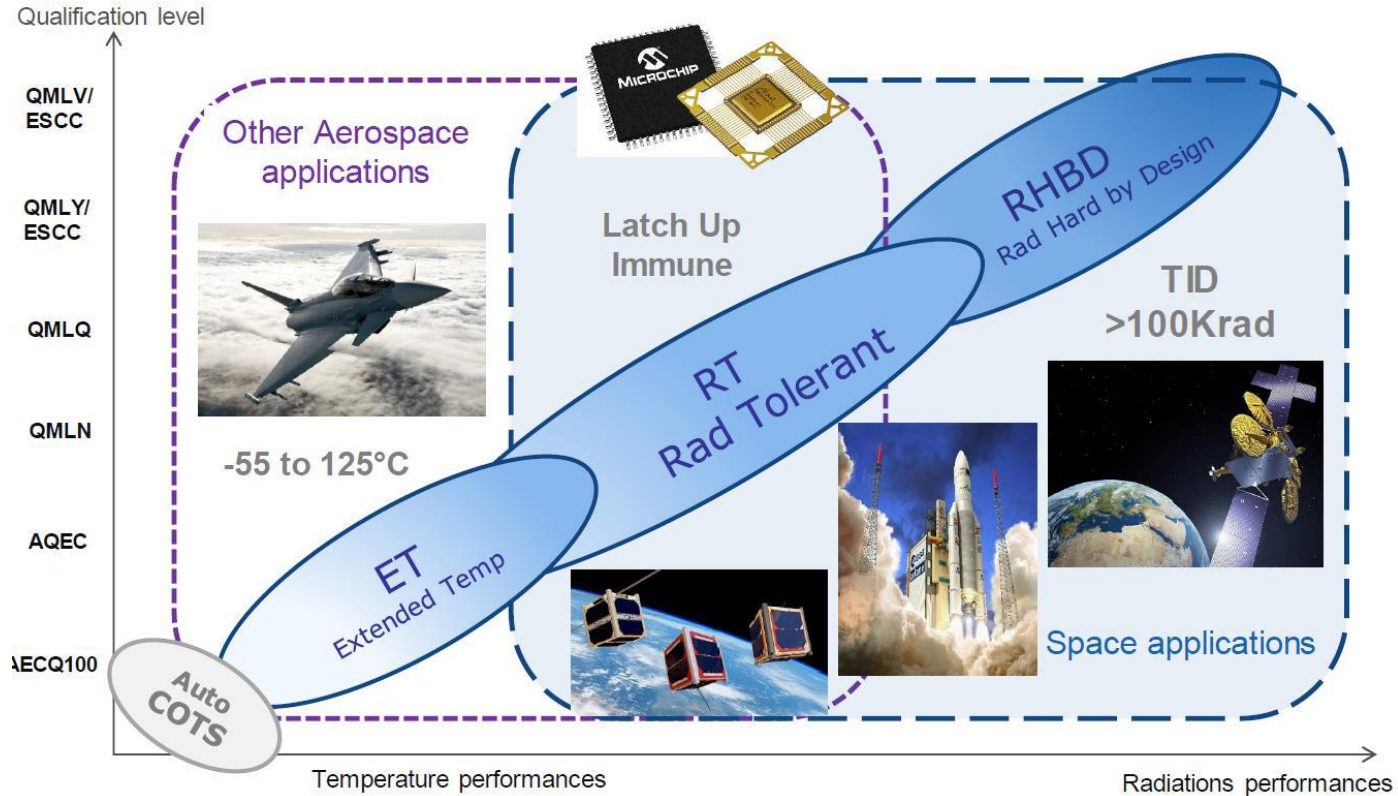 Qualification level
QMLV/
ESCC
QMLY/
ESCC
QMLQ
QMLN
AQEC
AECQ100
Other Aerospace
applications
-55 to 125°C
MICROCHIP
Latch Up
Immune
RHBD
Rad Hard by Design
TID
>100Krad
RT
Rad Tolerant
ET
Extended Temp
Auto
COTS
Space applications
Temperature performances
Radiations performances